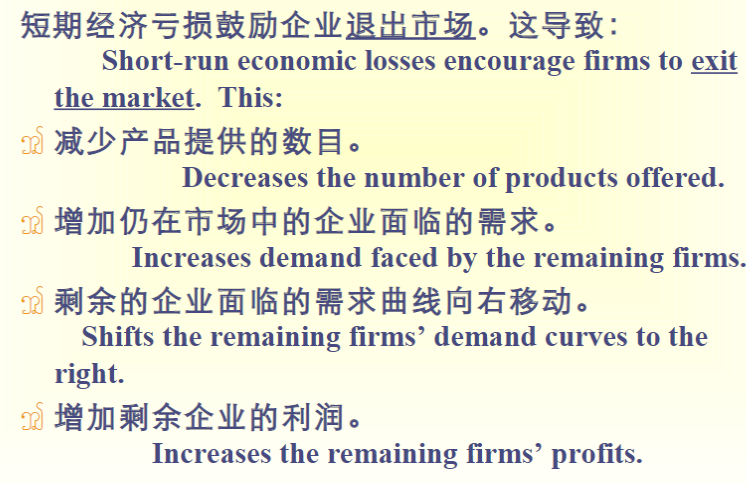 短期经济亏损鼓励企业退出市场。这导致：
Short-run economic losses encourage firms to exit
the market. This:
减少产品提供的数目。
Decreases the number of products offered.
增加仍在市场中的企业面临的需求。
Increases demand faced by the remaining firms.
剩余的企业面临的需求曲线向右移动。
Shifts the remaining firms’ demand curves to the
right.
增加剩余企业的利润。
Increases the remaining firms’ profits.